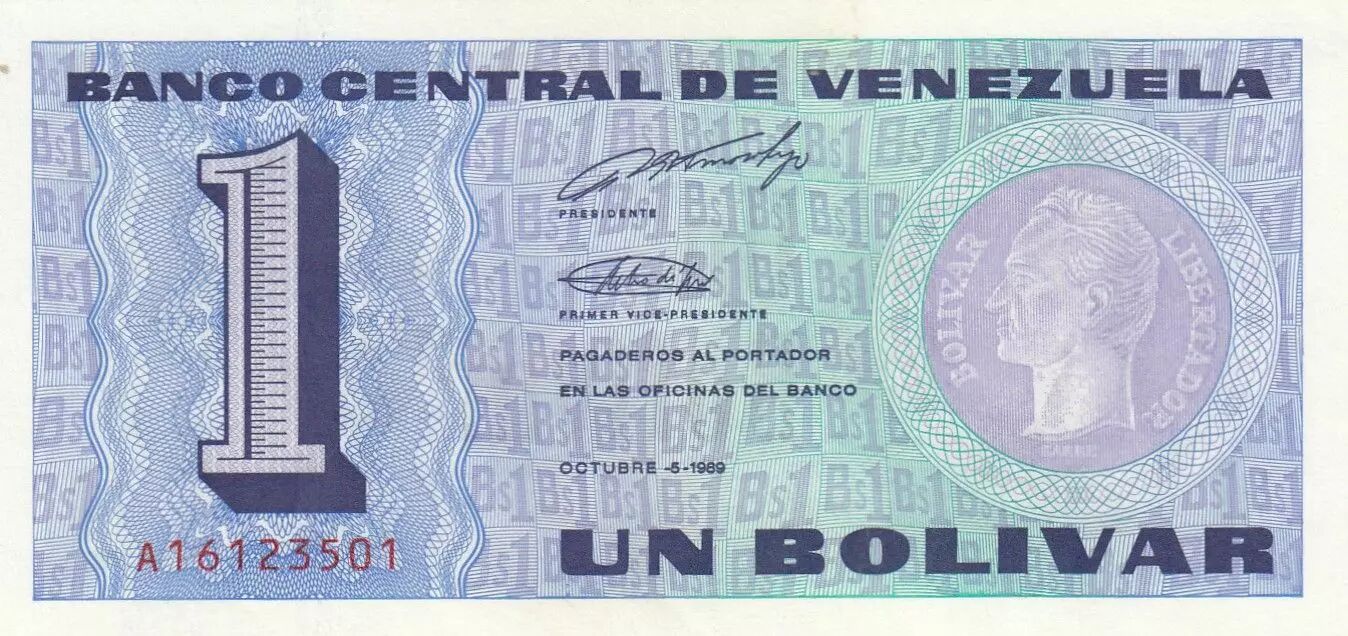 BANCO CENTRAL DE VENEZUELA
1
PRESIDENTE
PRIMER VICE-PRESIDENTE
PAGADEROS AL PORTADOR
EN LAS OFICINAS DEL BANCO
OCTUBRE -5-1989
BOLIVAR LIBERTADOR
A16123501
UN BOLIVAR
Bs1